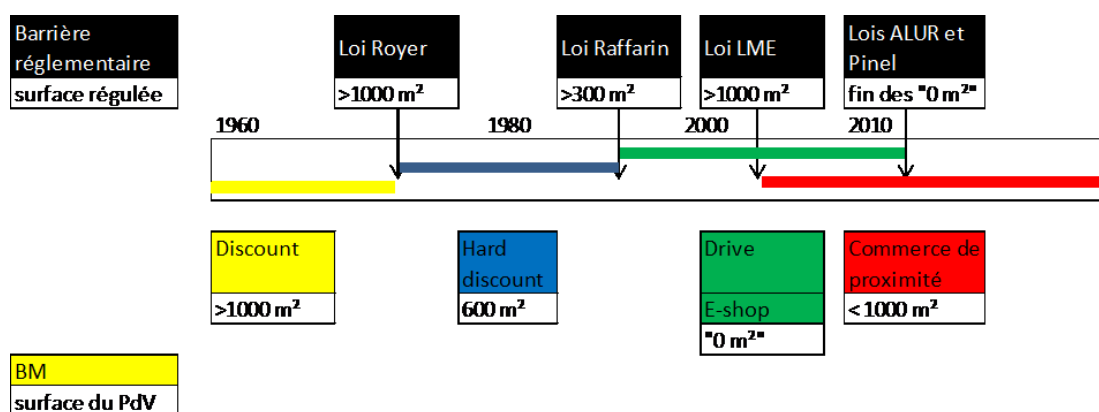 Barrière
réglementaire
surface régulée
Loi Royer
>1000 m²
Loi Raffarin
>300 m²
Loi LME
>1000 m²
Lois ALUR et
Pinel
fin des "0 m²"
1960
1980
2000
2010
Discount
>1000 m²
Hard
discount
600 m²
Drive
E-shop
"0 m²"
Commerce de
proximité
< 1000 m²
BM
surface du PdV